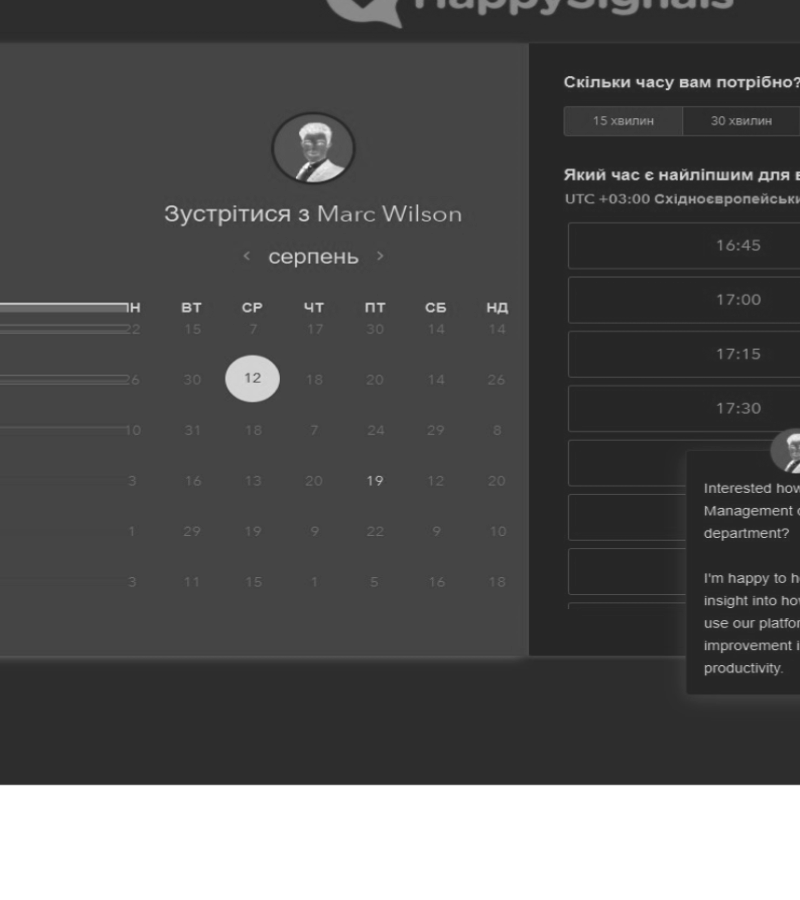 HappySignals
Скільки часу вам потрібно?
15 хвилин 30 хвилин
Зустрітися з Marc Wilson
Який час є найліпшим для
UTC +03:00
серпень
16:45
17:00
17:15
17:30
ВТ СР ЧТ ПТ СБ НД
22 15 7 17 30 14 14
26 30 12 18 20 14 26
10 31 18 7 24 29 8
3 16 13 20 19 12 20
1 29 19 9 22 9 10
3 11 15 1 5 16 18
Interested how
Management
department?
I'm happy to
insight into how
use our
improvement
productivity.